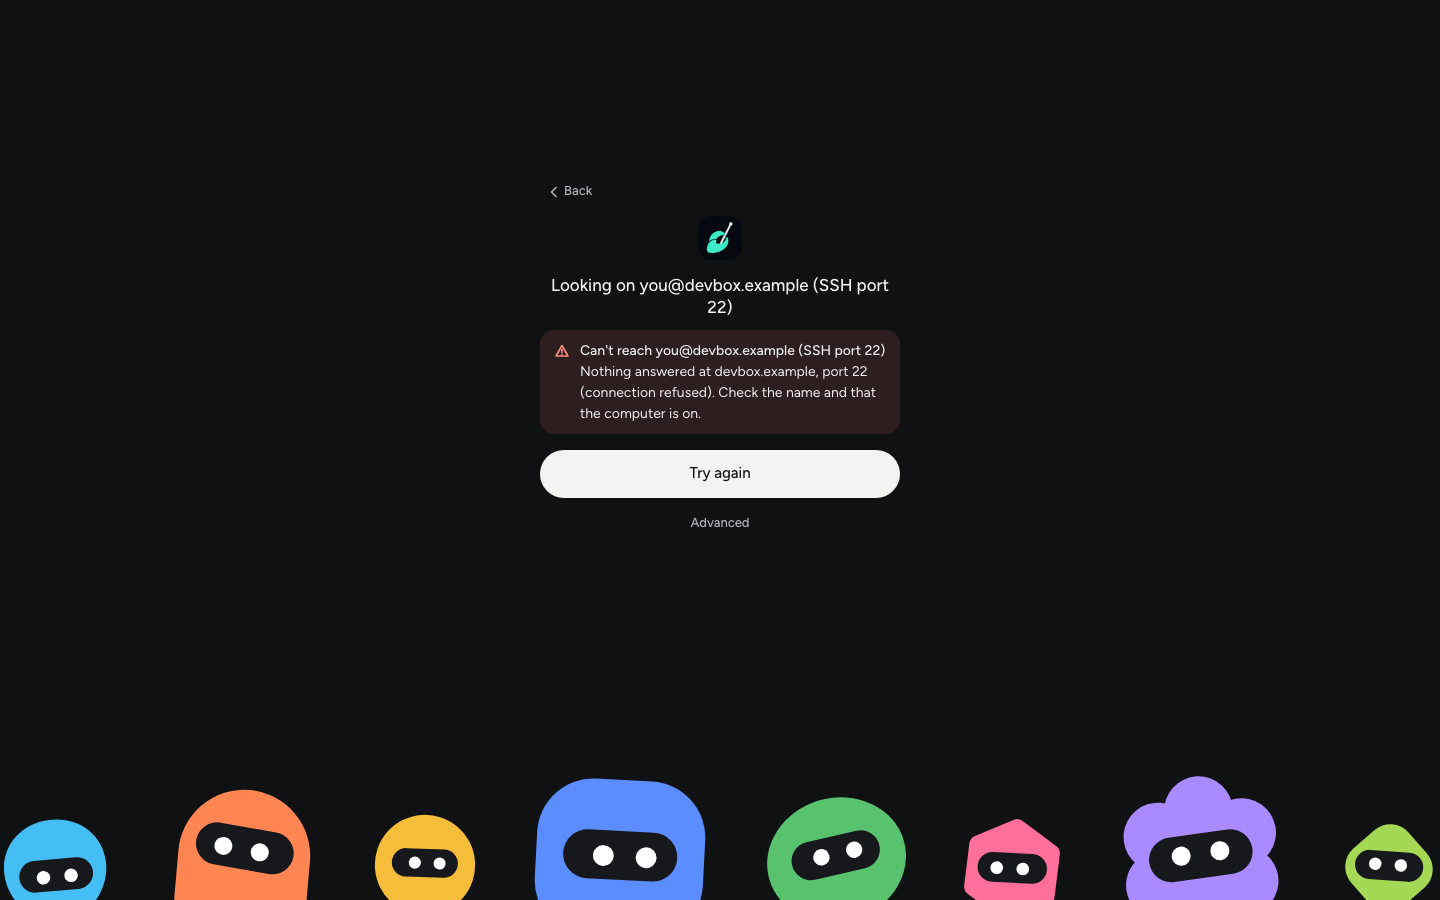 Back
Looking on you@devbox.example (SSH port
22)
Can't reach you@devbox.example (SSH port 22)
Nothing answered at devbox.example, port 22
(connection refused). Check the name and that
the computer is on.
Try again
Advanced